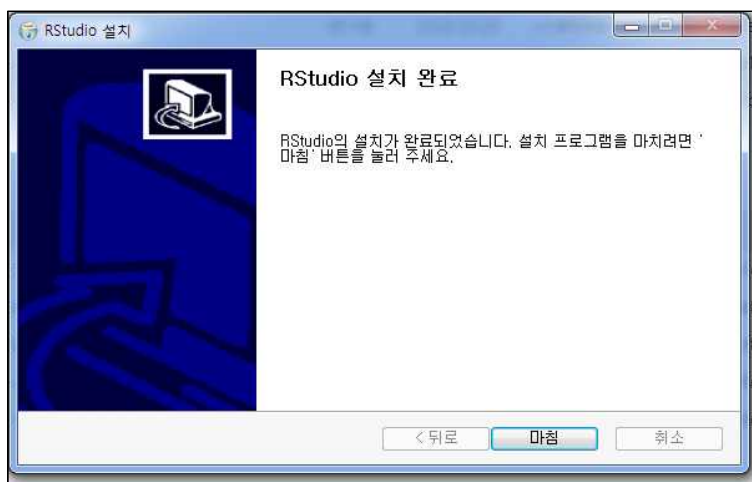 RStudio 설치
RStudio 설치 완료
RStudio의 설치가 완료되었습니다. 설치 프로그램을 마치려면 '
마침' 버튼을 눌러 주세요.
< 뒤로
마침
취소